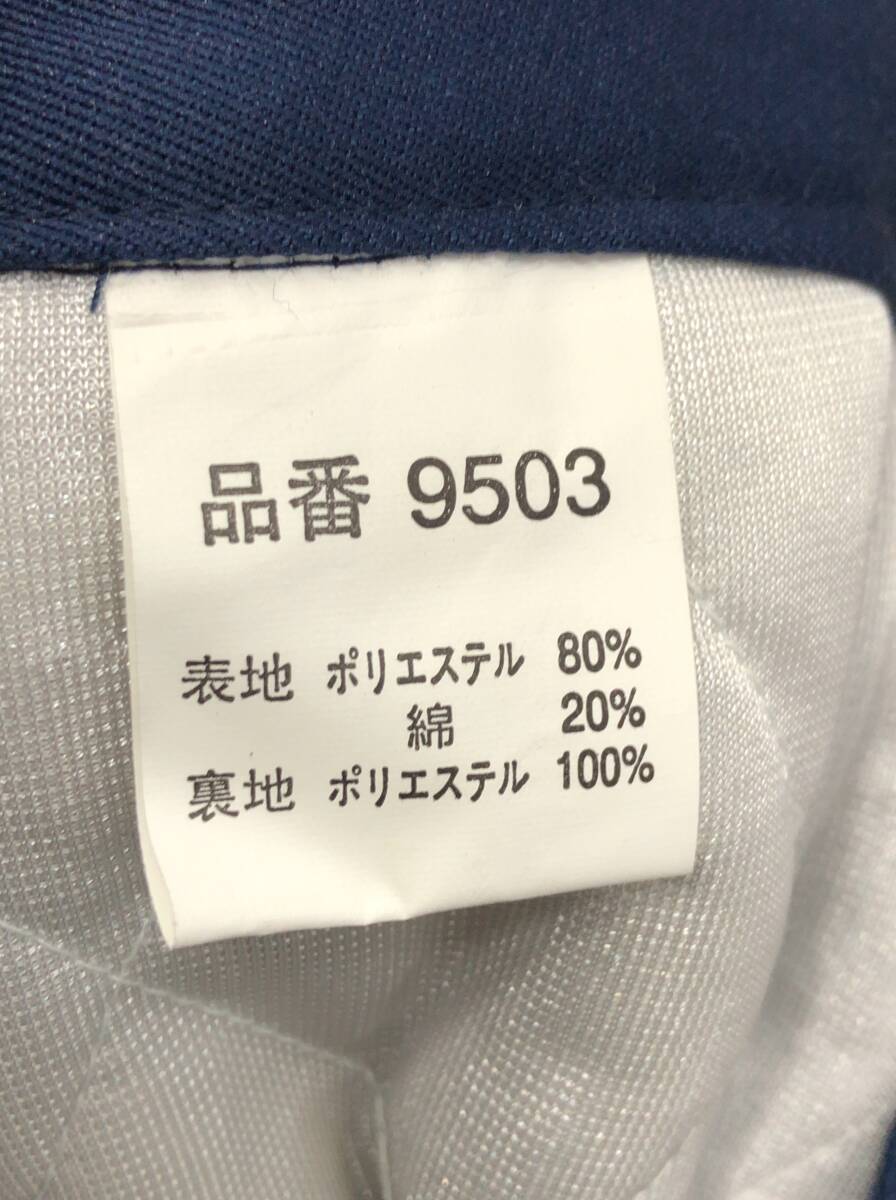 品番 9503
表地 ポリエステル 80%
綿 20%
裏地 ポリエステル 100%